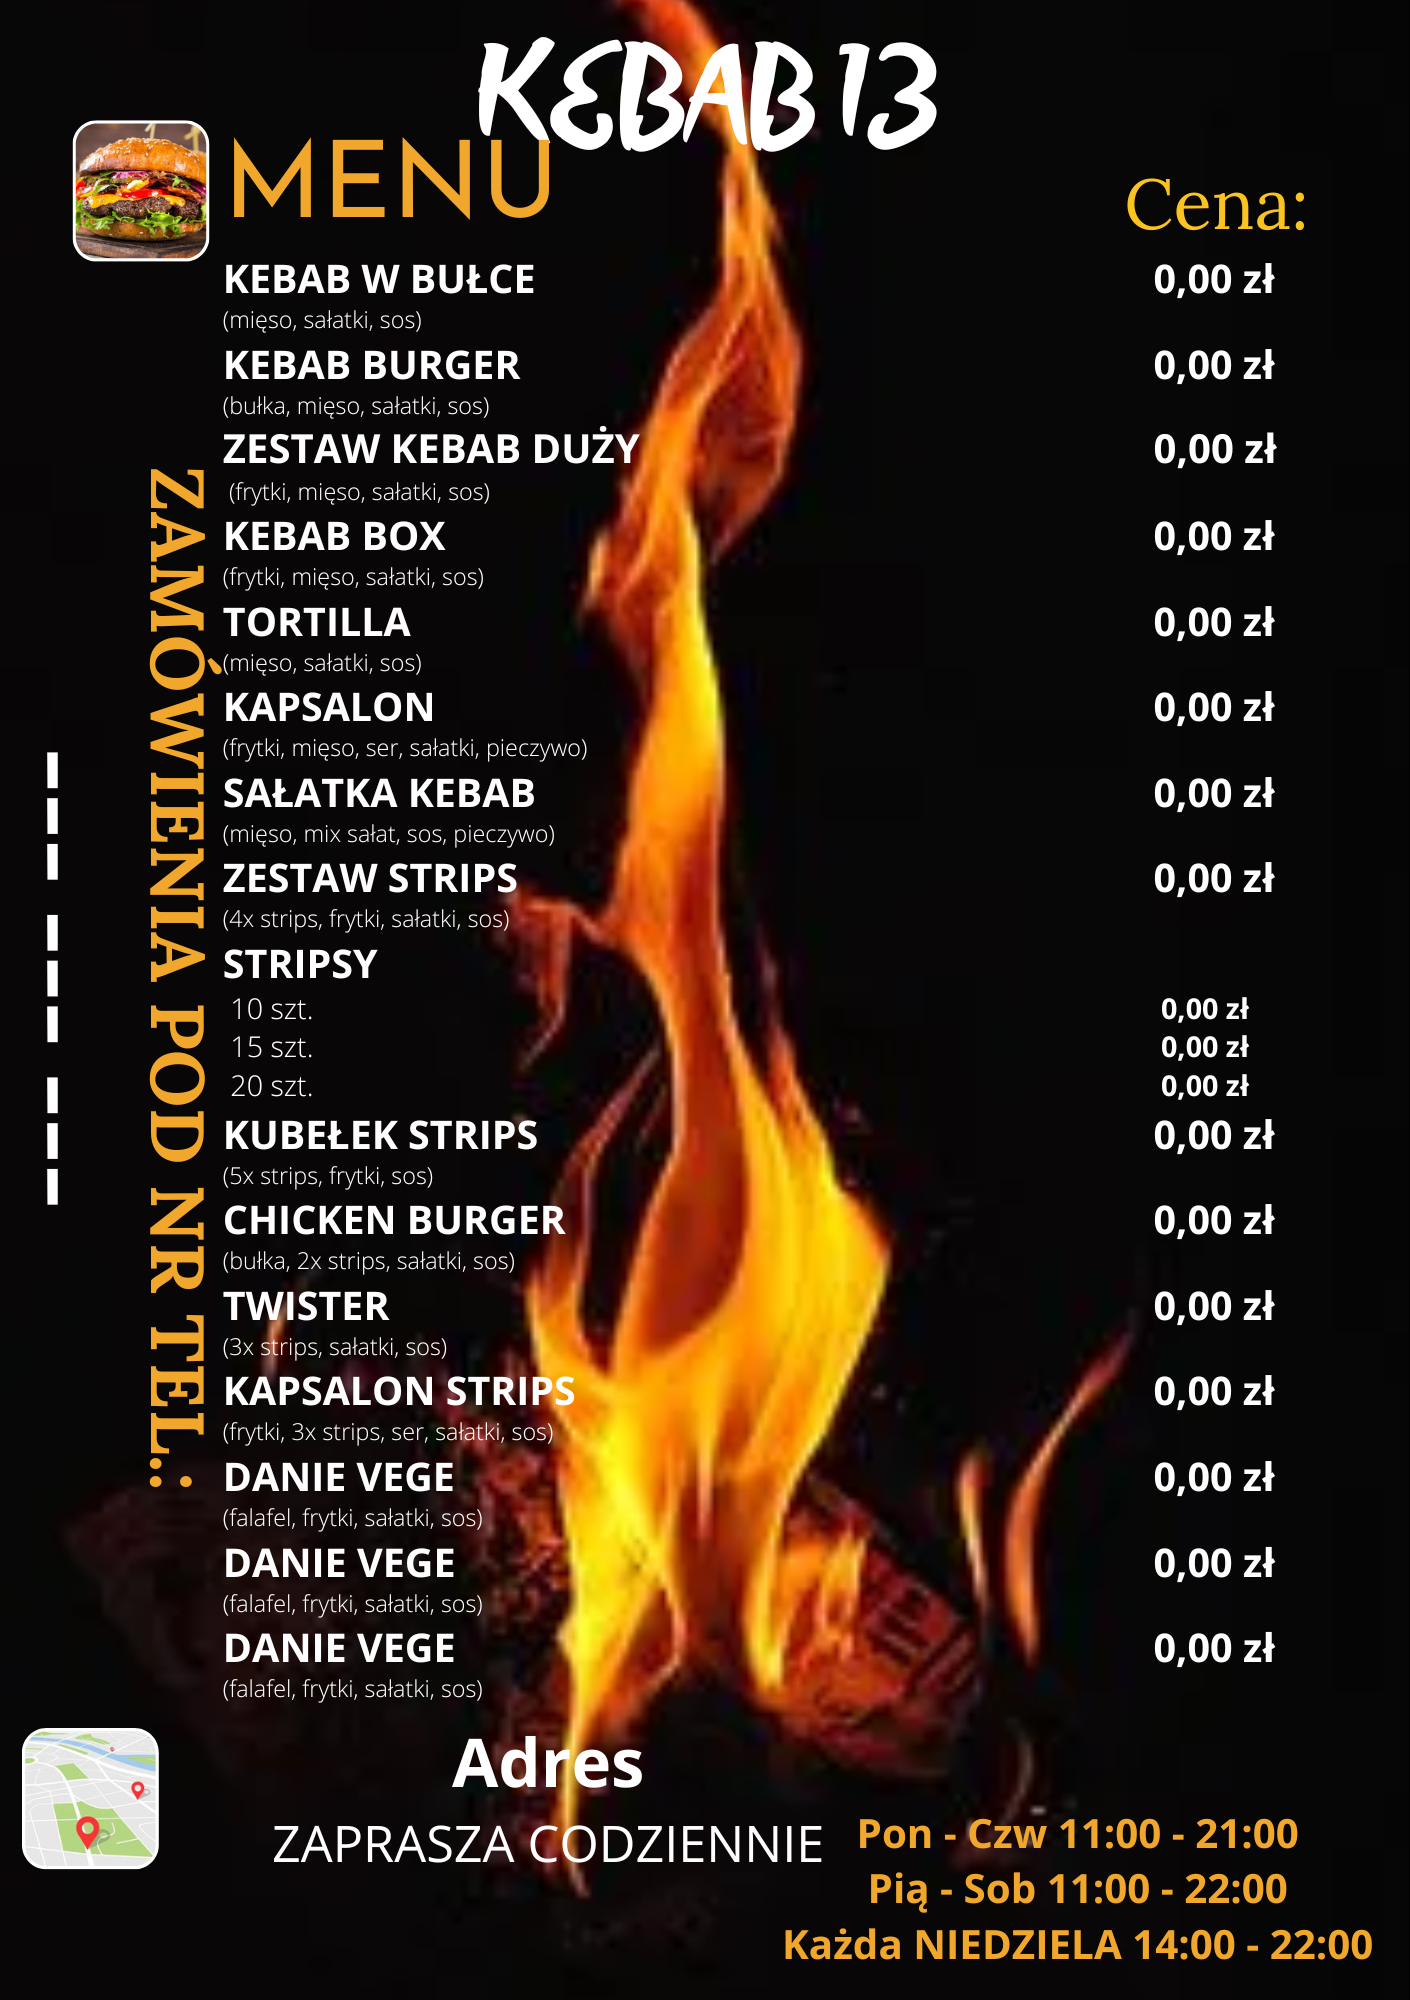 KEBAB 13
MENU
Cena:
KEBAB W BUŁCE 0,00 zł
(mięso, sałatki, sos)
KEBAB BURGER 0,00 zł
(bułka, mięso, sałatki, sos)
ZESTAW KEBAB DUŻY 0,00 zł
(frytki, mięso, sałatki, sos)
KEBAB BOX 0,00 zł
(frytki, mięso, sałatki, sos)
TORTILLA 0,00 zł
(mięso, sałatki, sos)
KAPSALON 0,00 zł
(frytki, mięso, ser, sałatki, pieczywo)
SAŁATKA KEBAB 0,00 zł
(mięso, mix sałat, sos, pieczywo)
ZESTAW STRIPS 0,00 zł
(4x strips, frytki, sałatki, sos)
STRIPSY
10 szt. 0,00 zł
15 szt. 0,00 zł
20 szt. 0,00 zł
KUBEŁEK STRIPS 0,00 zł
(5x strips, frytki, sos)
CHICKEN BURGER 0,00 zł
(bułka, 2x strips, sałatki, sos)
TWISTER 0,00 zł
(3x strips, sałatki, sos)
KAPSALON STRIPS 0,00 zł
(frytki, 3x strips, ser, sałatki, sos)
DANIE VEGE 0,00 zł
(falafel, frytki, sałatki, sos)
DANIE VEGE 0,00 zł
(falafel, frytki, sałatki, sos)
DANIE VEGE 0,00 zł
(falafel, frytki, sałatki, sos)
ZAMÓWIENIA POD NR TEL.:
--- --- ---
Adres
ZAPRASZA CODZIENNIE
Pon - Czw 11:00 - 21:00
Pią - Sob 11:00 - 22:00
Każda NIEDZIELA 14:00 - 22:00